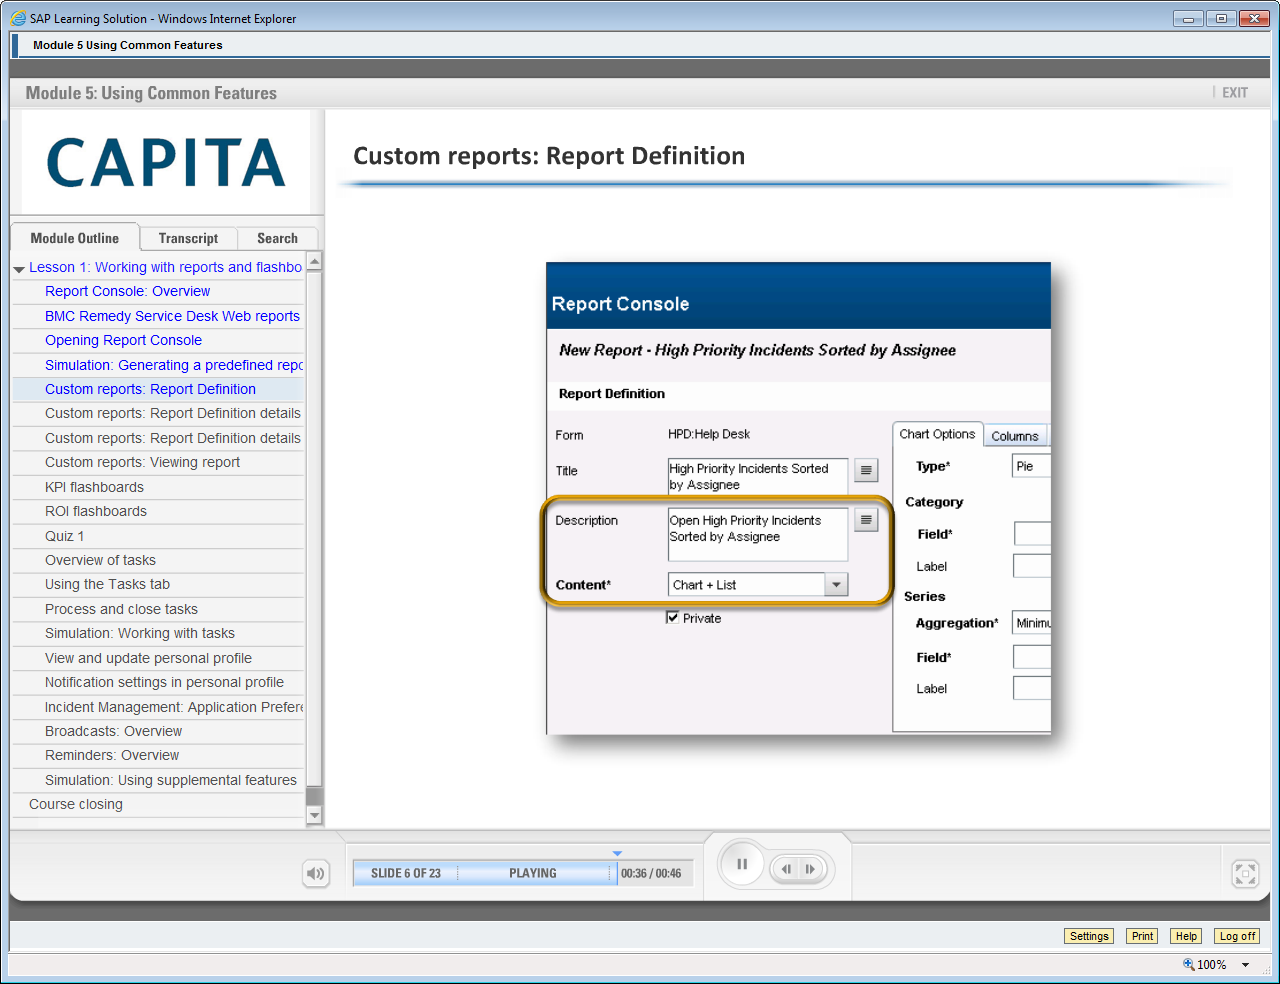 SAP Learning Solution - Windows Internet Explorer
Module 5 Using Common Features
Module 5: Using Common Features
EXIT
CAPITA
Custom reports: Report Definition
Module Outline
Transcript
Search
Lesson 1: Working with reports and flashbo
Report Console: Overview
BMC Remedy Service Desk Web reports
Opening Report Console
Simulation: Generating a predefined repo
Custom reports: Report Definition
Custom reports: Report Definition details
Custom reports: Report Definition details
Custom reports: Viewing report
KPI flashboards
ROI flashboards
Quiz 1
Overview of tasks
Using the Tasks tab
Process and close tasks
Simulation: Working with tasks
View and update personal profile
Notification settings in personal profile
Incident Management: Application Prefere
Broadcasts: Overview
Reminders: Overview
Simulation: Using supplemental features
Course closing
Report Console
New Report - High Priority Incidents Sorted by Assignee
Report Definition
Form
HPD:Help Desk
Title
High Priority Incidents Sorted
by Assignee
Description
Open High Priority Incidents
Sorted by Assignee
Content*
Chart + List
Private
Chart Options
Columns
Type*
Pie
Category
Field*
Label
Series
Aggregation*
Minimu
Field*
Label
SLIDE 6 OF 23
PLAYING
00:36 / 00:46
Settings
Print
Help
Log off
100%